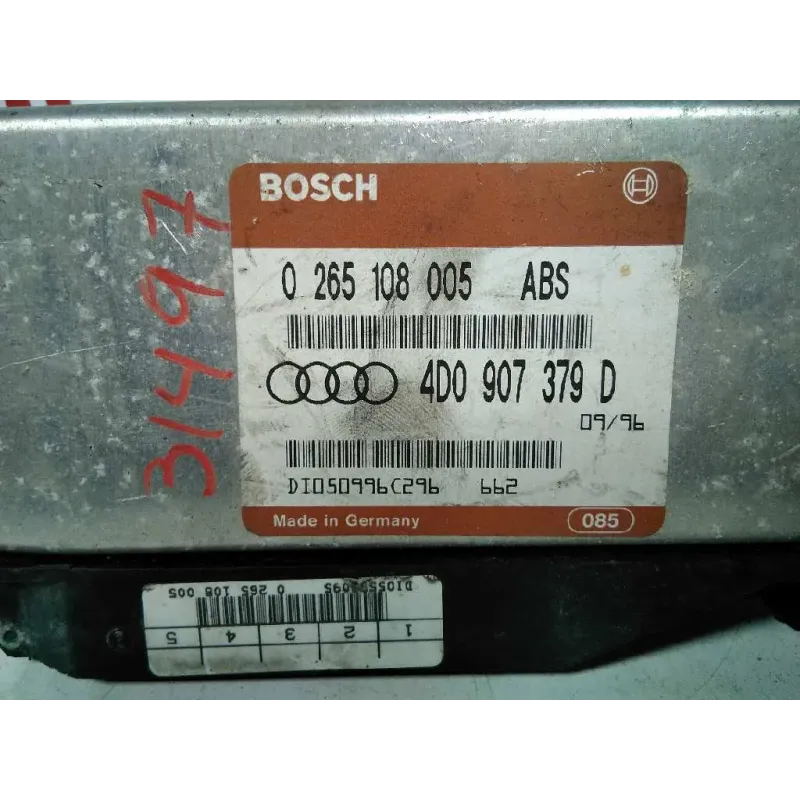 BOSCH
0 265 108 005 ABS
4D0 907 379 D
09/96
DI050996C296 662
Made in Germany 085
31497
0 265 108 005
1 2 3 4 5